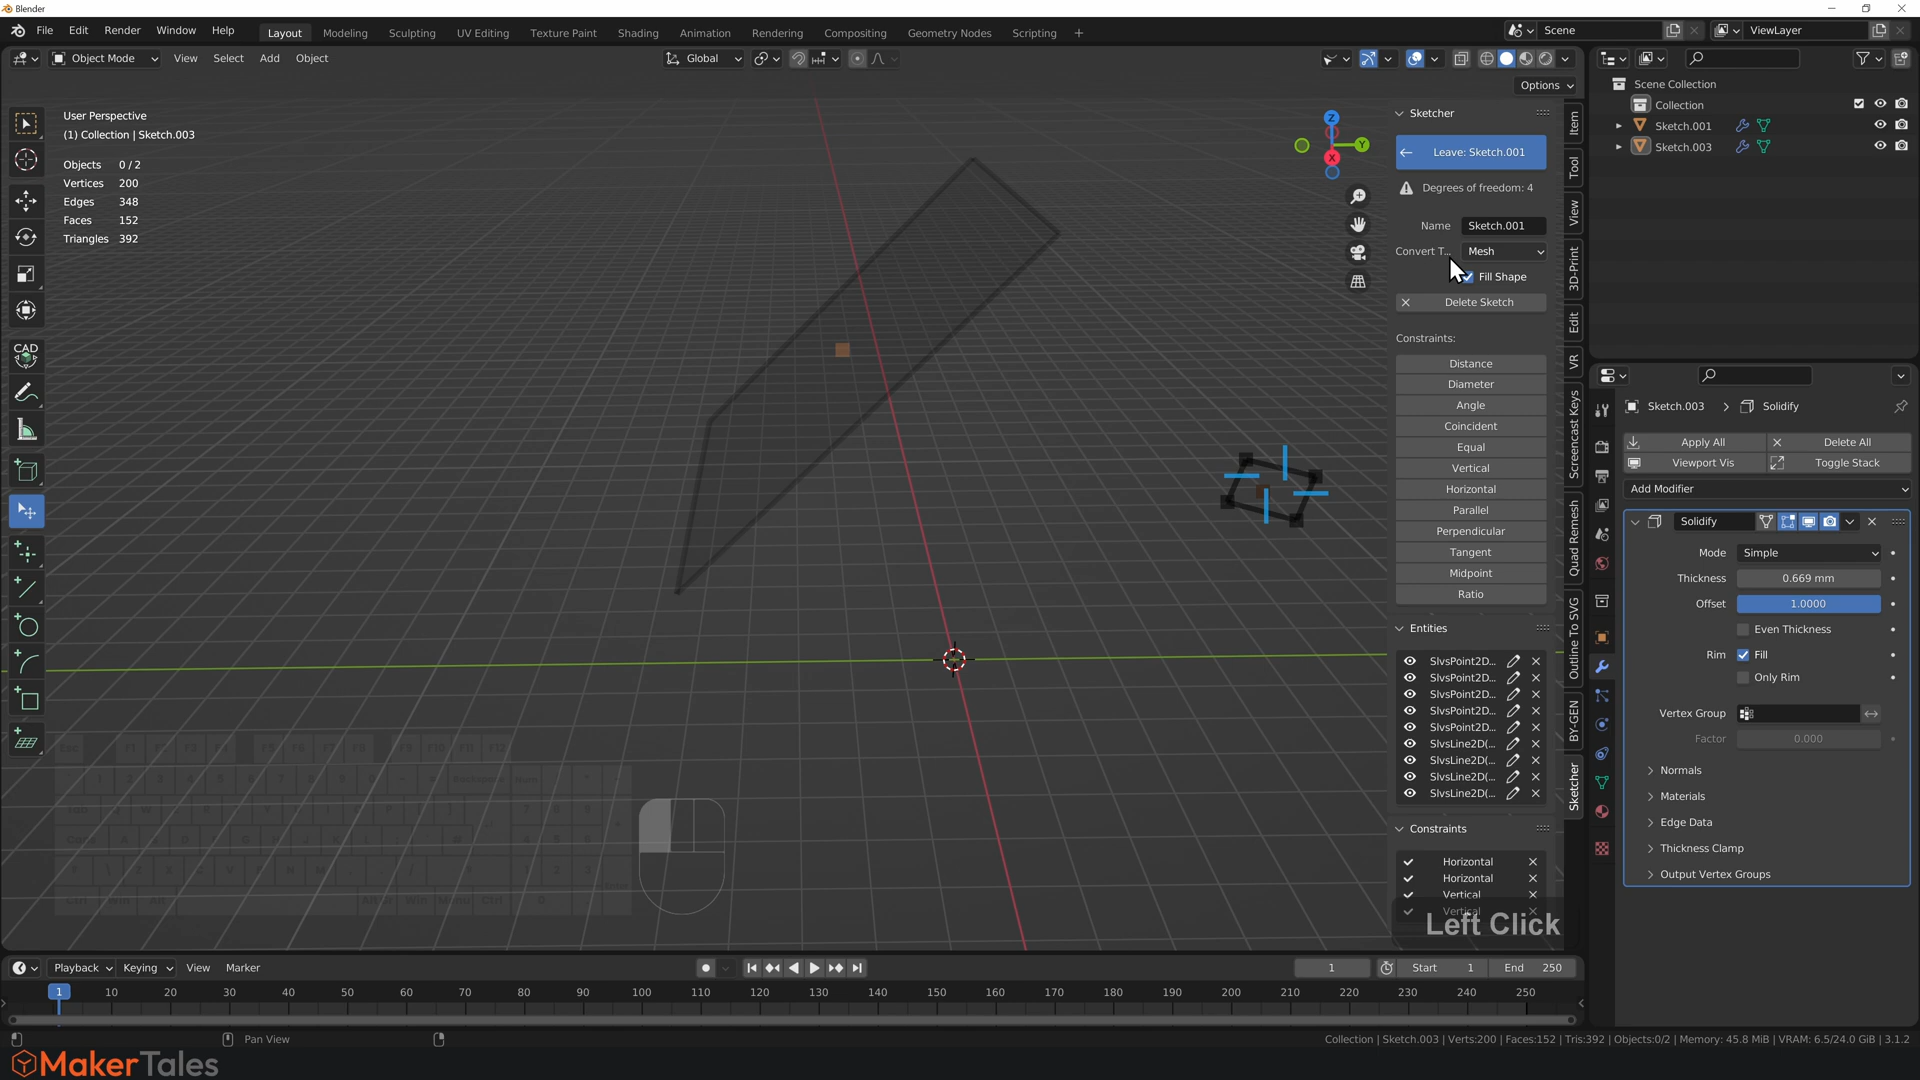 Blender
File Edit Render Window Help Layout Modeling Sculpting UV Editing Texture Paint Shading Animation Rendering Compositing Geometry Nodes Scripting + Scene ViewLayer
Object Mode View Select Add Object Global
Options
User Perspective
(1) Collection | Sketch.003
Objects 0 / 2
Vertices 200
Edges 348
Faces 152
Triangles 392
CAD
Z
Y
X
Sketcher
Leave: Sketch.001
Degrees of freedom: 4
Name Sketch.001
Convert T... Mesh
Fill Shape
Delete Sketch
Constraints:
Distance
Diameter
Angle
Coincident
Equal
Vertical
Horizontal
Parallel
Perpendicular
Tangent
Midpoint
Ratio
Entities
SlvsPoint2D...
SlvsPoint2D...
SlvsPoint2D...
SlvsPoint2D...
SlvsPoint2D...
SlvsLine2D(...
SlvsLine2D(...
SlvsLine2D(...
SlvsLine2D(...
Constraints
Horizontal
Horizontal
Vertical
Vertical
Left Click
Item
Tool
View
3D-Print
Edit
VR
Screencast Keys
Quad Remesh
Outline To SVG
BY-GEN
Sketcher
Scene Collection
Collection
Sketch.001
Sketch.003
Sketch.003 > Solidify
Apply All Delete All
Viewport Vis Toggle Stack
Add Modifier
Solidify
Mode Simple
Thickness 0.669 mm
Offset 1.0000
Even Thickness
Rim Fill
Only Rim
Vertex Group
Factor 0.000
Normals
Materials
Edge Data
Thickness Clamp
Output Vertex Groups
Playback Keying View Marker 1 Start 1 End 250
1 10 20 30 40 50 60 70 80 90 100 110 120 130 140 150 160 170 180 190 200 210 220 230 240 250
Pan View
Collection | Sketch.003 | Verts:200 | Faces:152 | Tris:392 | Objects:0/2 | Memory: 45.8 MiB | VRAM: 6.5/24.0 GiB | 3.1.2
MakerTales